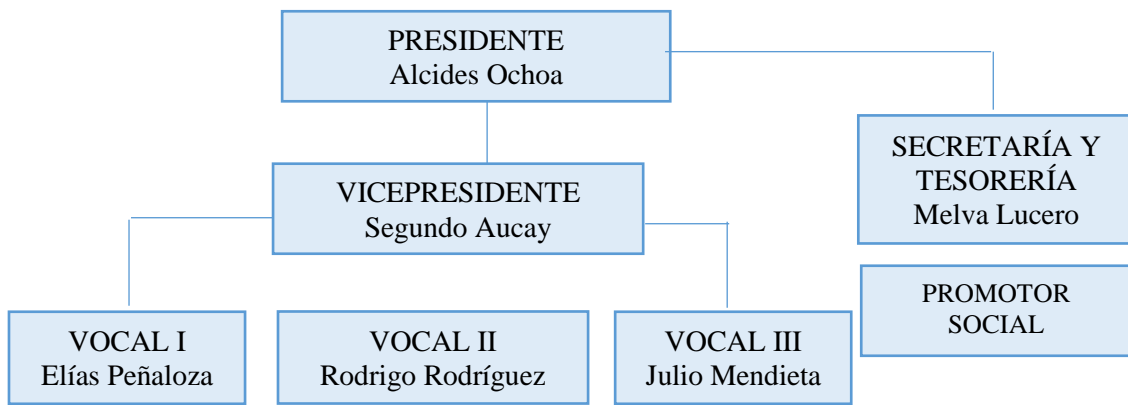 PRESIDENTE
Alcides Ochoa
SECRETARÍA Y
TESORERÍA
Melva Lucero
VICEPRESIDENTE
Segundo Aucay
PROMOTOR
SOCIAL
VOCAL I
Elías Peñaloza
VOCAL II
Rodrigo Rodríguez
VOCAL III
Julio Mendieta